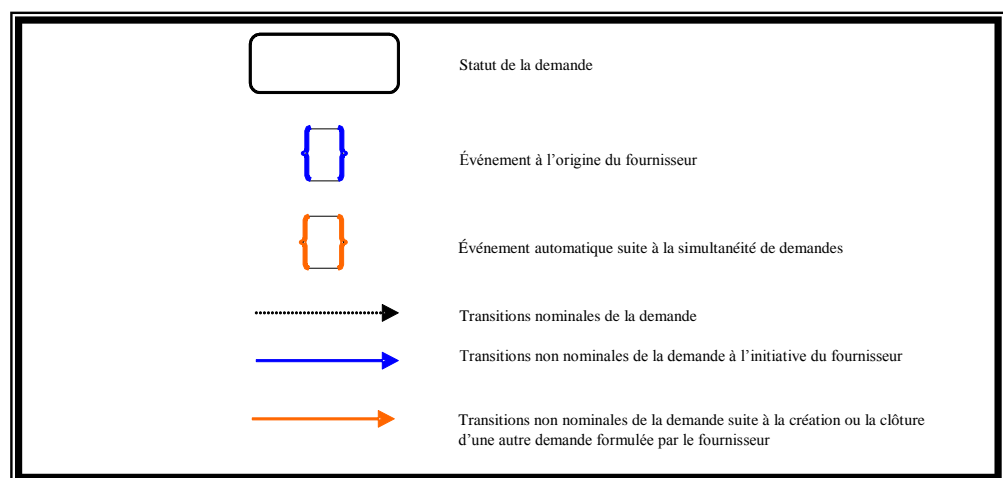 Statut de la demande
Événement à l’origine du fournisseur
Événement automatique suite à la simultanéité de demandes
Transitions nominales de la demande
Transitions non nominales de la demande à l’initiative du fournisseur
Transitions non nominales de la demande suite à la création ou la clôture
d’une autre demande formulée par le fournisseur